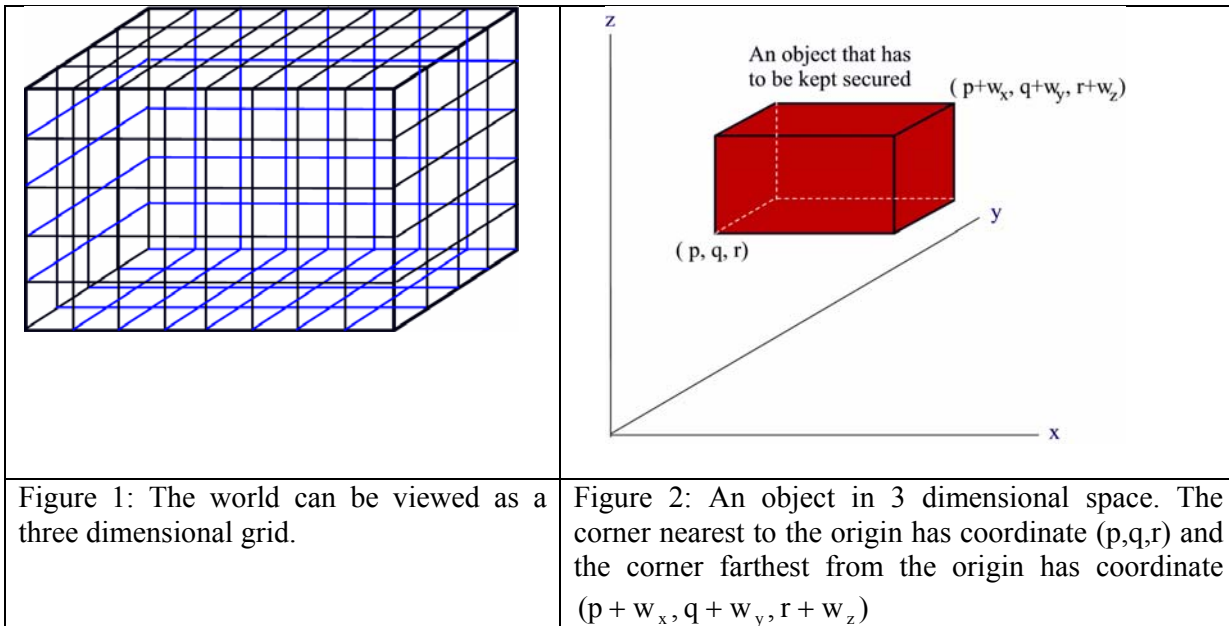 z
An object that has
to be kept secured
( p+wₓ, q+w_y, r+w_z)
y
( p, q, r)
x
Figure 1: The world can be viewed as a
three dimensional grid.
Figure 2: An object in 3 dimensional space. The
corner nearest to the origin has coordinate (p,q,r) and
the corner farthest from the origin has coordinate
(p + wₓ, q + w_y, r + w_z)